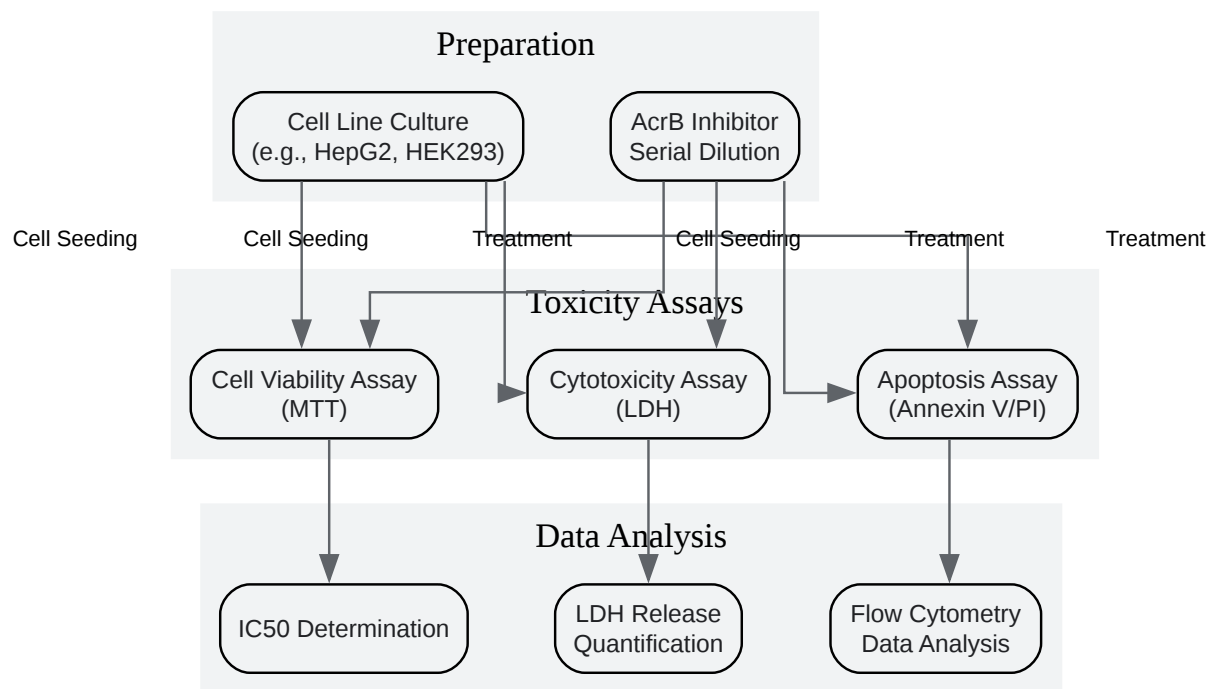 Preparation
Cell Line Culture
(e.g., HepG2, HEK293)
AcrB Inhibitor
Serial Dilution
Cell Seeding
Cell Seeding
Treatment
Cell Seeding
Treatment
Treatment
Toxicity Assays
Cell Viability Assay
(MTT)
Cytotoxicity Assay
(LDH)
Apoptosis Assay
(Annexin V/PI)
Data Analysis
IC50 Determination
LDH Release
Quantification
Flow Cytometry
Data Analysis